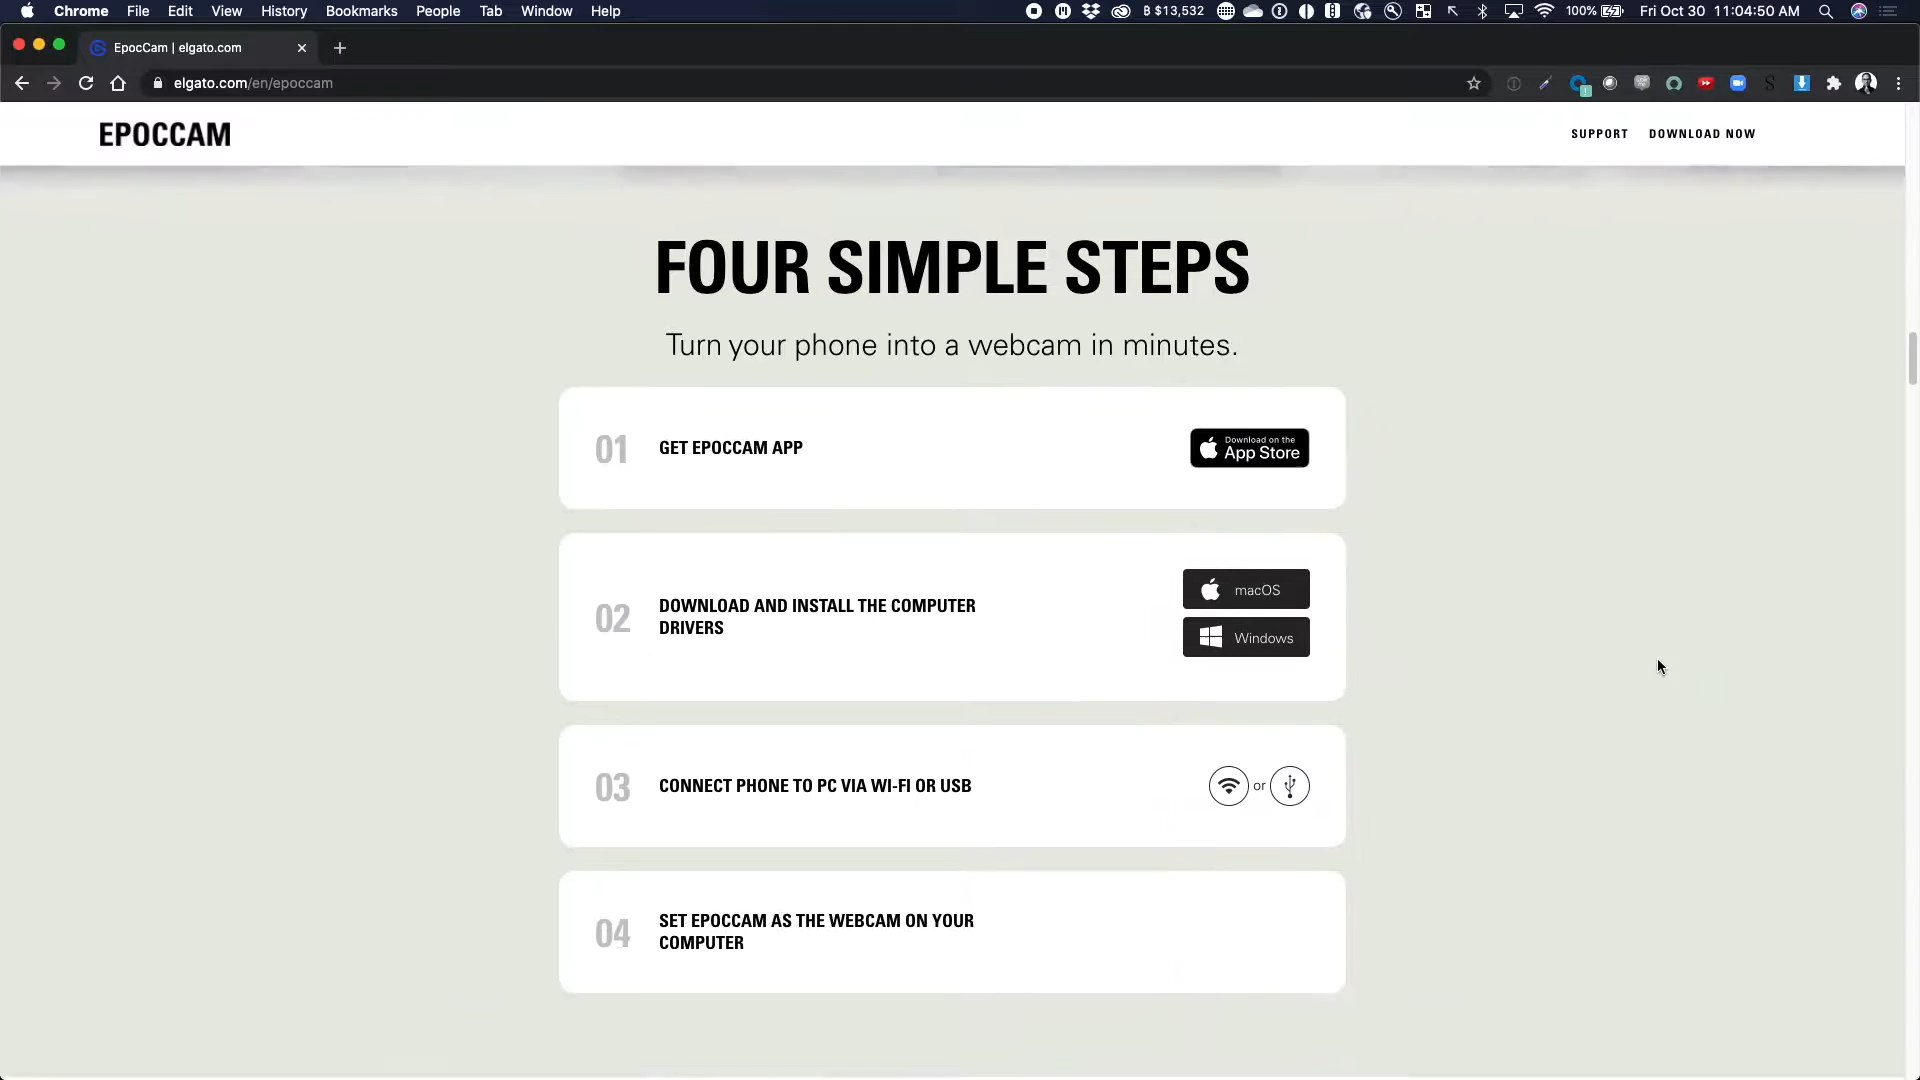 Chrome File Edit View History Bookmarks People Tab Window Help
฿ $13,532
100%
Fri Oct 30 11:04:50 AM
EpocCam | elgato.com
elgato.com/en/epoccam
EPOCCAM
SUPPORT DOWNLOAD NOW
FOUR SIMPLE STEPS
Turn your phone into a webcam in minutes.
01 GET EPOCCAM APP
Download on the
App Store
02 DOWNLOAD AND INSTALL THE COMPUTER
DRIVERS
macOS
Windows
03 CONNECT PHONE TO PC VIA WI-FI OR USB
or
04 SET EPOCCAM AS THE WEBCAM ON YOUR
COMPUTER